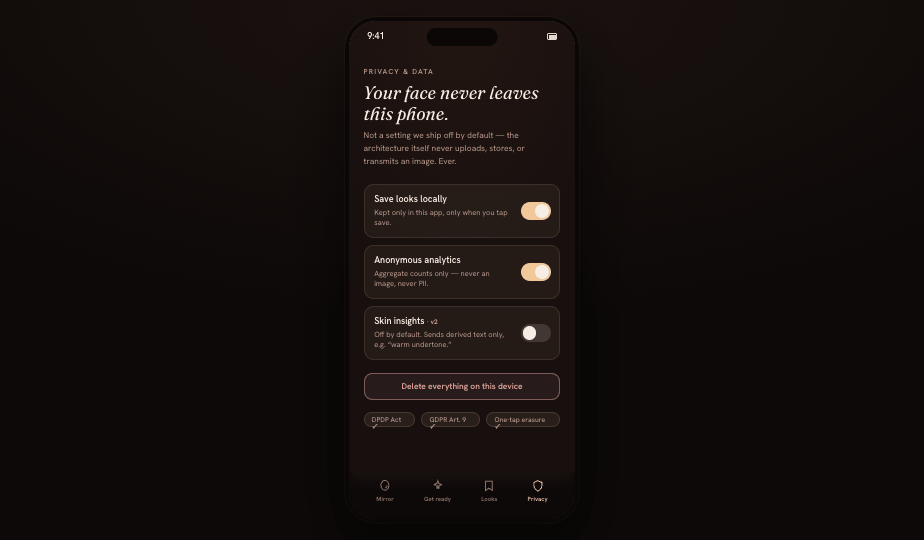 9:41
PRIVACY & DATA
Your face never leaves
this phone.
Not a setting we ship off by default — the
architecture itself never uploads, stores, or
transmits an image. Ever.
Save looks locally
Kept only in this app, only when you tap
save.
Anonymous analytics
Aggregate counts only — never an
image, never PII.
Skin insights · v2
Off by default. Sends derived text only,
e.g. “warm undertone.”
Delete everything on this device
DPDP Act ✓
GDPR Art. 9 ✓
One-tap erasure ✓
Mirror
Get ready
Looks
Privacy